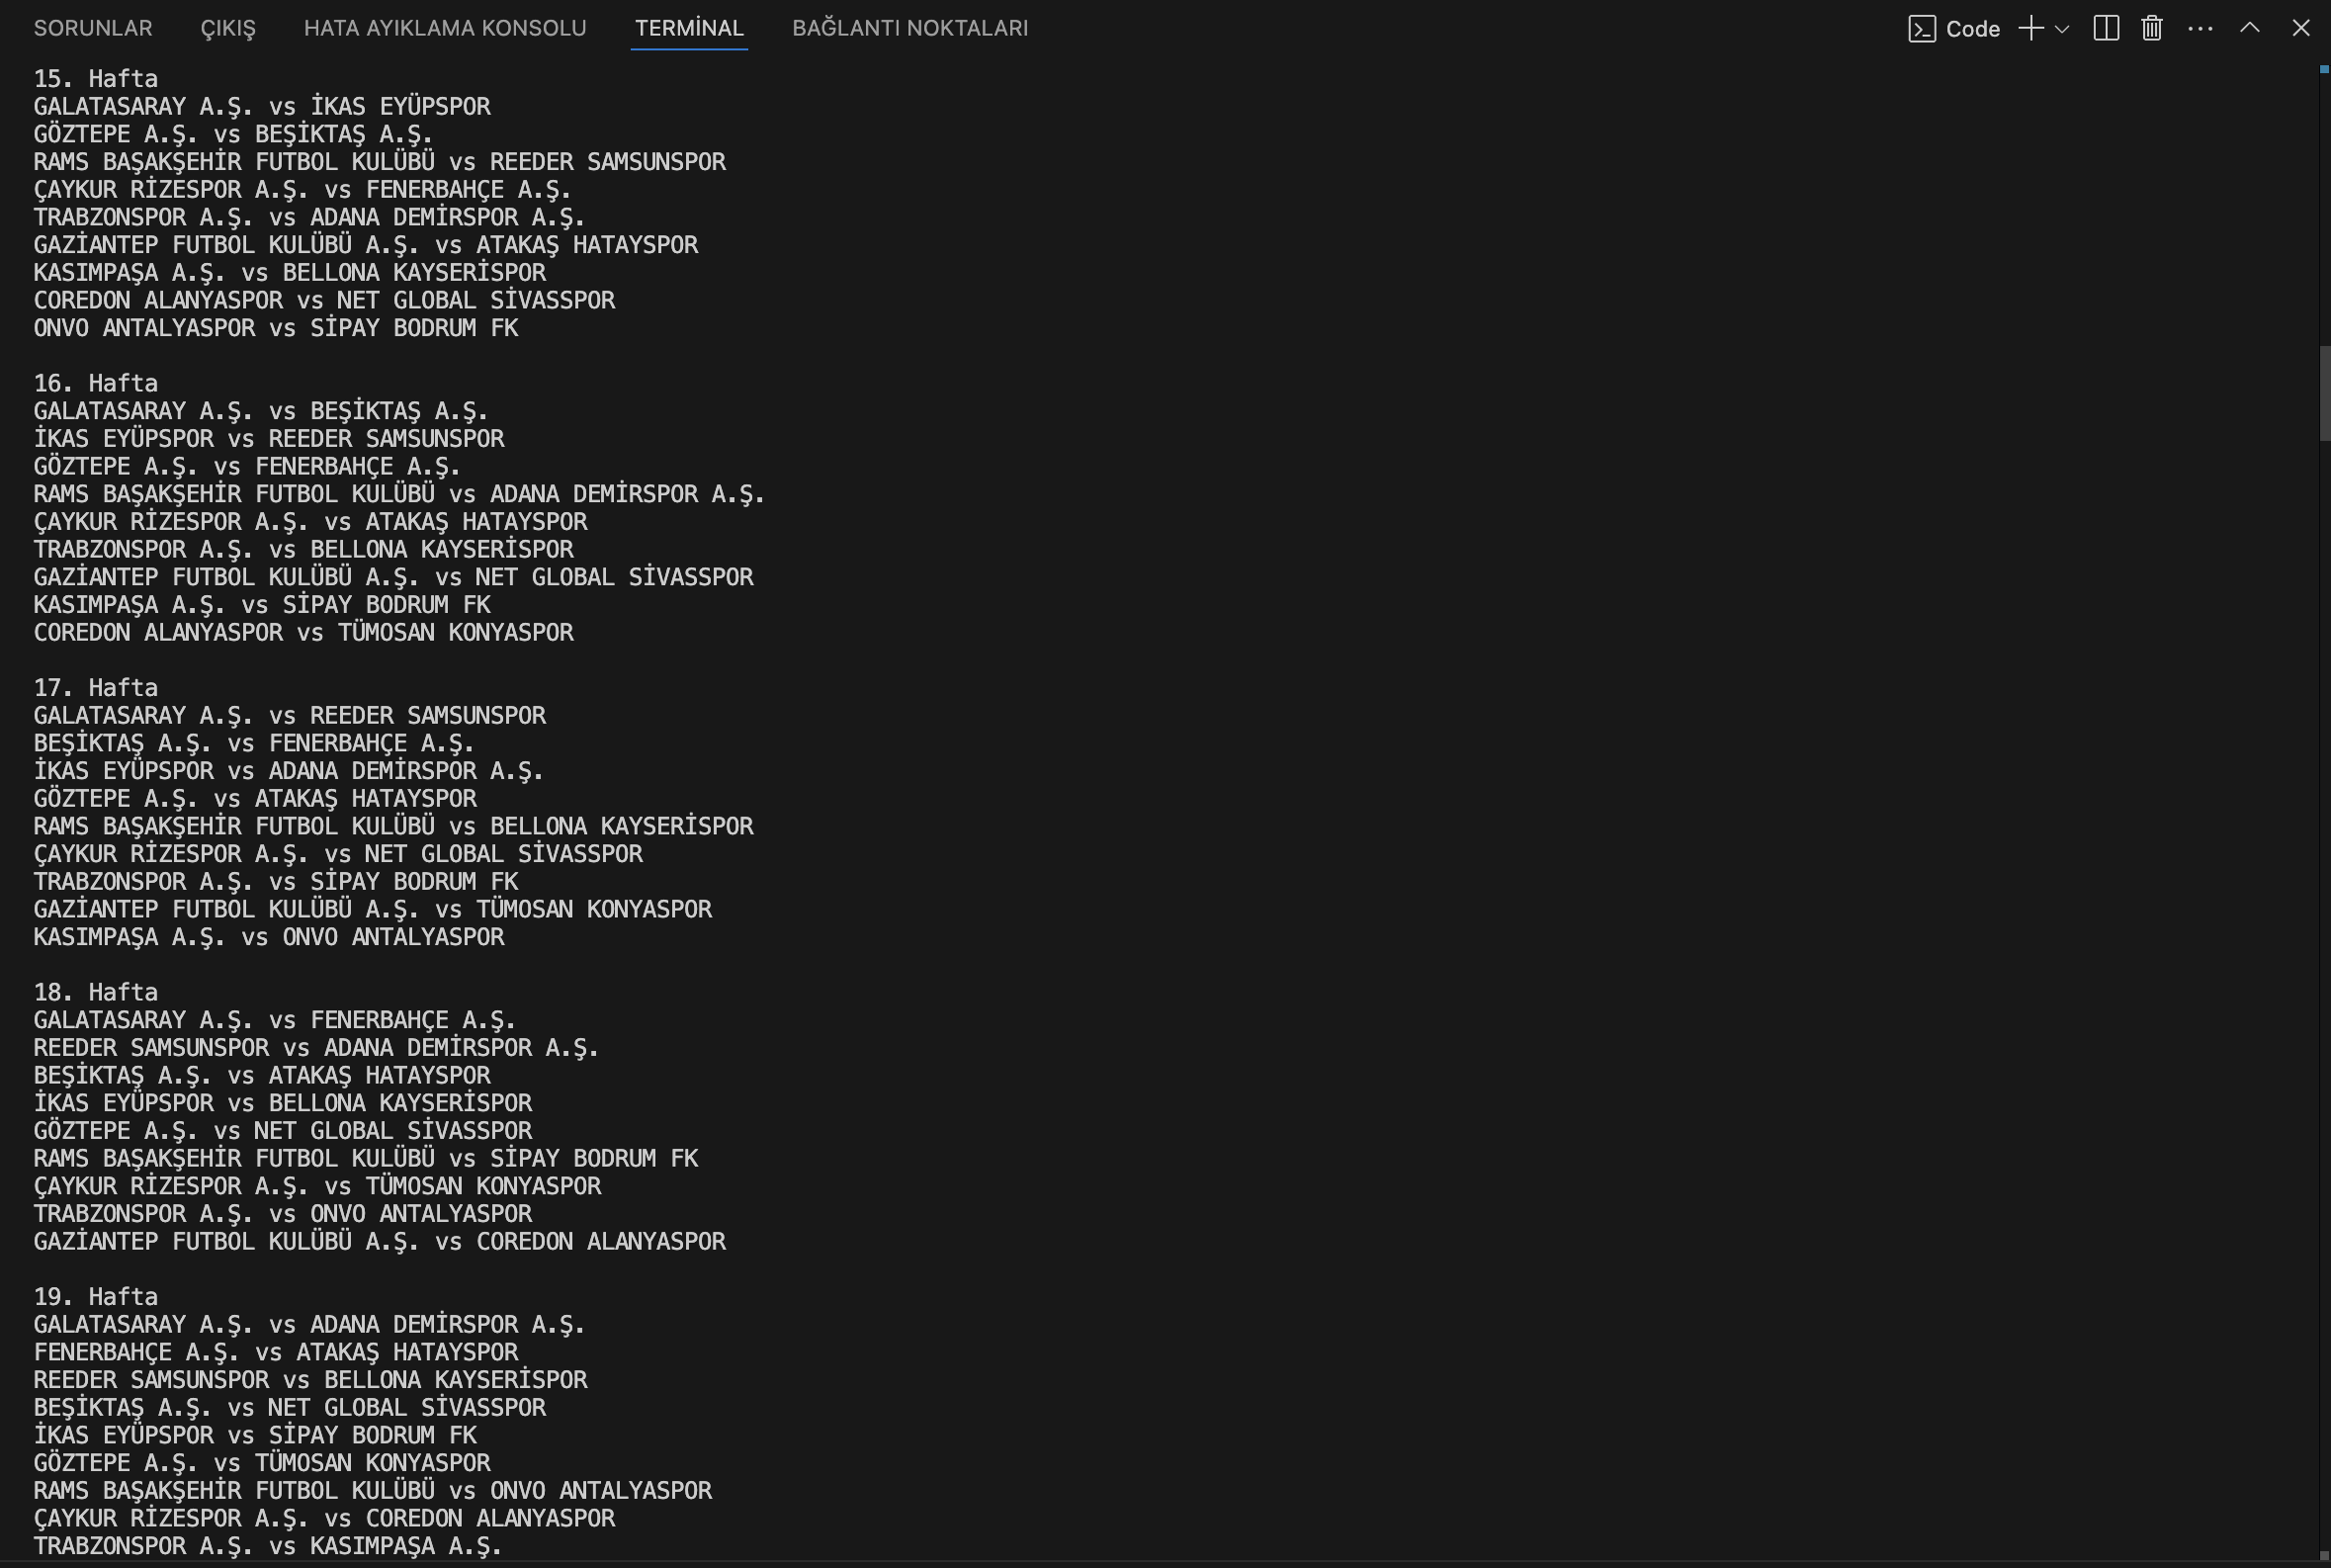 SORUNLAR ÇIKIŞ HATA AYIKLAMA KONSOLU TERMİNAL BAĞLANTI NOKTALARI Code
15. Hafta
GALATASARAY A.Ş. vs İKAS EYÜPSPOR
GÖZTEPE A.Ş. vs BEŞİKTAŞ A.Ş.
RAMS BAŞAKŞEHİR FUTBOL KULÜBÜ vs REEDER SAMSUNSPOR
ÇAYKUR RİZESPOR A.Ş. vs FENERBAHÇE A.Ş.
TRABZONSPOR A.Ş. vs ADANA DEMİRSPOR A.Ş.
GAZİANTEP FUTBOL KULÜBÜ A.Ş. vs ATAKAŞ HATAYSPOR
KASIMPAŞA A.Ş. vs BELLONA KAYSERİSPOR
COREDON ALANYASPOR vs NET GLOBAL SİVASSPOR
ONVO ANTALYASPOR vs SİPAY BODRUM FK
16. Hafta
GALATASARAY A.Ş. vs BEŞİKTAŞ A.Ş.
İKAS EYÜPSPOR vs REEDER SAMSUNSPOR
GÖZTEPE A.Ş. vs FENERBAHÇE A.Ş.
RAMS BAŞAKŞEHİR FUTBOL KULÜBÜ vs ADANA DEMİRSPOR A.Ş.
ÇAYKUR RİZESPOR A.Ş. vs ATAKAŞ HATAYSPOR
TRABZONSPOR A.Ş. vs BELLONA KAYSERİSPOR
GAZİANTEP FUTBOL KULÜBÜ A.Ş. vs NET GLOBAL SİVASSPOR
KASIMPAŞA A.Ş. vs SİPAY BODRUM FK
COREDON ALANYASPOR vs TÜMOSAN KONYASPOR
17. Hafta
GALATASARAY A.Ş. vs REEDER SAMSUNSPOR
BEŞİKTAŞ A.Ş. vs FENERBAHÇE A.Ş.
İKAS EYÜPSPOR vs ADANA DEMİRSPOR A.Ş.
GÖZTEPE A.Ş. vs ATAKAŞ HATAYSPOR
RAMS BAŞAKŞEHİR FUTBOL KULÜBÜ vs BELLONA KAYSERİSPOR
ÇAYKUR RİZESPOR A.Ş. vs NET GLOBAL SİVASSPOR
TRABZONSPOR A.Ş. vs SİPAY BODRUM FK
GAZİANTEP FUTBOL KULÜBÜ A.Ş. vs TÜMOSAN KONYASPOR
KASIMPAŞA A.Ş. vs ONVO ANTALYASPOR
18. Hafta
GALATASARAY A.Ş. vs FENERBAHÇE A.Ş.
REEDER SAMSUNSPOR vs ADANA DEMİRSPOR A.Ş.
BEŞİKTAŞ A.Ş. vs ATAKAŞ HATAYSPOR
İKAS EYÜPSPOR vs BELLONA KAYSERİSPOR
GÖZTEPE A.Ş. vs NET GLOBAL SİVASSPOR
RAMS BAŞAKŞEHİR FUTBOL KULÜBÜ vs SİPAY BODRUM FK
ÇAYKUR RİZESPOR A.Ş. vs TÜMOSAN KONYASPOR
TRABZONSPOR A.Ş. vs ONVO ANTALYASPOR
GAZİANTEP FUTBOL KULÜBÜ A.Ş. vs COREDON ALANYASPOR
19. Hafta
GALATASARAY A.Ş. vs ADANA DEMİRSPOR A.Ş.
FENERBAHÇE A.Ş. vs ATAKAŞ HATAYSPOR
REEDER SAMSUNSPOR vs BELLONA KAYSERİSPOR
BEŞİKTAŞ A.Ş. vs NET GLOBAL SİVASSPOR
İKAS EYÜPSPOR vs SİPAY BODRUM FK
GÖZTEPE A.Ş. vs TÜMOSAN KONYASPOR
RAMS BAŞAKŞEHİR FUTBOL KULÜBÜ vs ONVO ANTALYASPOR
ÇAYKUR RİZESPOR A.Ş. vs COREDON ALANYASPOR
TRABZONSPOR A.Ş. vs KASIMPAŞA A.Ş.